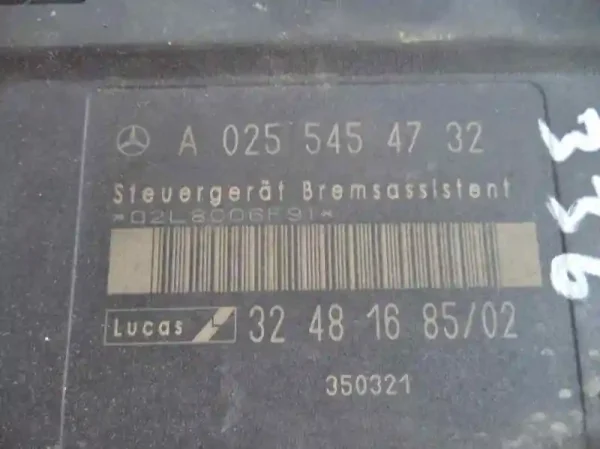 A 025 545 47 32
Steuergerät Bremsassistent
*02L8006F91*
Lucas 32 48 16 85/02
350321